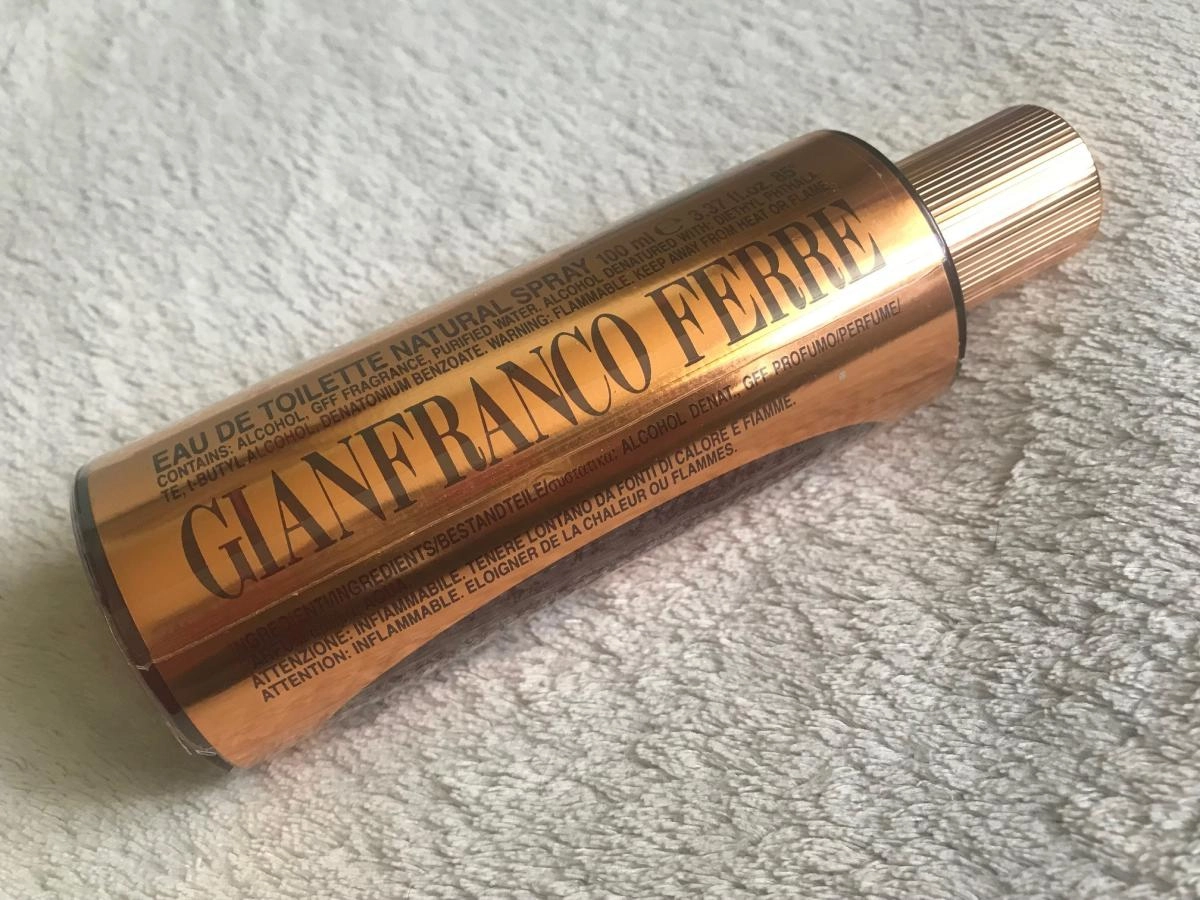 EAU DE TOILETTE NATURAL SPRAY 100 ml ℮ 3.37 fl.oz. 85°
CONTAINS: ALCOHOL, GFF FRAGRANCE, PURIFIED WATER. ALCOHOL DENATURED WITH: DIETHYL PHTHALA
TE, t-BUTYL ALCOHOL, DENATONIUM BENZOATE. WARNING: FLAMMABLE. KEEP AWAY FROM HEAT OR FLAME.
GIANFRANCO FERRE
INGREDIENTI/INGREDIENTS/BESTANDTEILE/συστατικα: ALCOHOL DENAT., GFF PROFUMO/PERFUME/
ATTENZIONE: INFIAMMABILE. TENERE LONTANO DA FONTI DI CALORE E FIAMME.
ATTENTION: INFLAMMABLE. ELOIGNER DE LA CHALEUR OU FLAMMES.